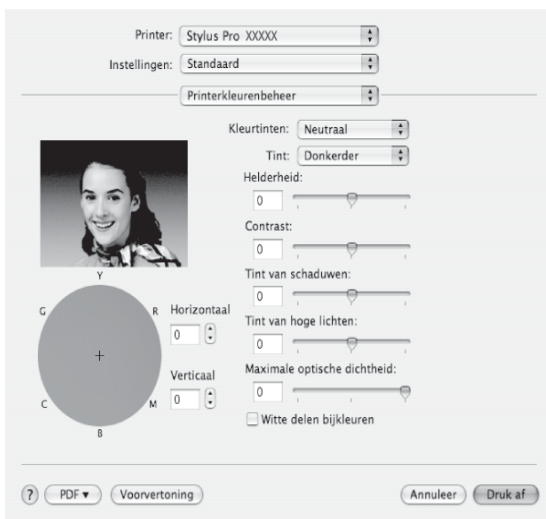 Printer: Stylus Pro XXXXX
Instellingen: Standaard
Printerkleurenbeheer
Kleurtinten: Neutraal
Tint: Donkerder
Helderheid:
0
Contrast:
0
Tint van schaduwen:
0
Tint van hoge lichten:
0
Maximale optische dichtheid:
0
Witte delen bijkleuren
Y
G R
C M
B
Horizontaal
0
Verticaal
0
? PDF Voorvertoning Annuleer Druk af